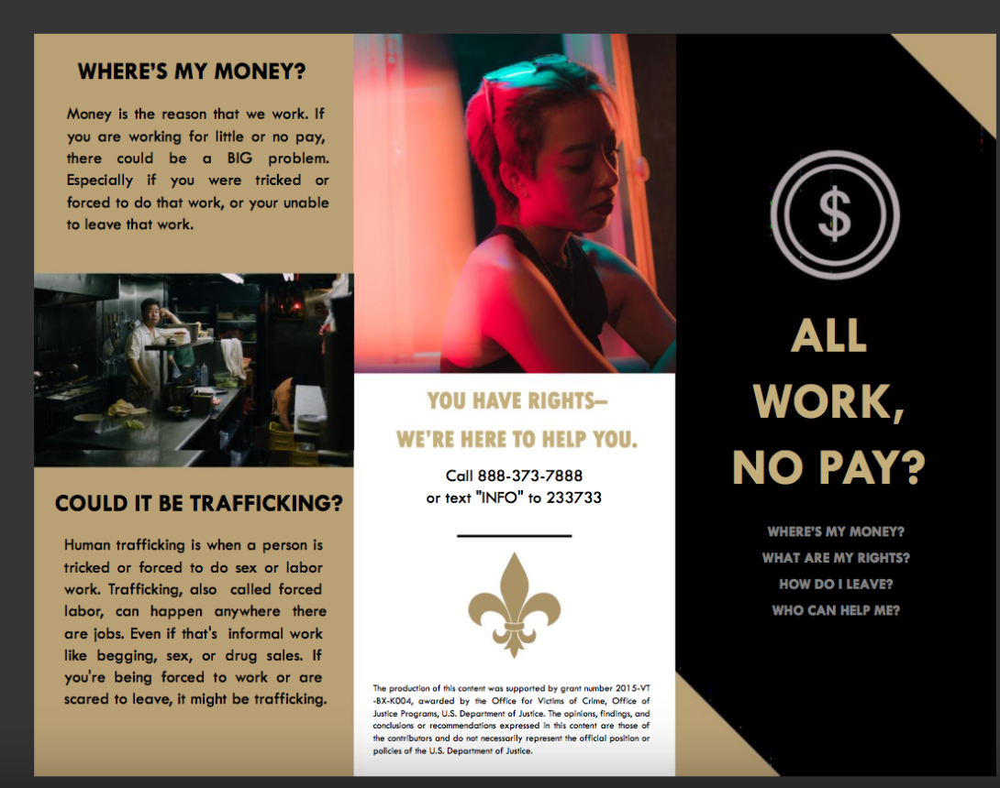 WHERE'S MY MONEY?
Money is the reason that we work. If
you are working for little or no pay,
there could be a BIG problem.
Especially if you were tricked or
forced to do that work, or your unable
to leave that work.
COULD IT BE TRAFFICKING?
Human trafficking is when a person is
tricked or forced to do sex or labor
work. Trafficking, also called forced
labor, can happen anywhere there
are jobs. Even if that's informal work
like begging, sex, or drug sales. If
you're being forced to work or are
scared to leave, it might be trafficking.
YOU HAVE RIGHTS—
WE'RE HERE TO HELP YOU.
Call 888-373-7888
or text "INFO" to 233733
The production of this content was supported by grant number 2015-VT
-BX-K004, awarded by the Office for Victims of Crime, Office of
Justice Programs, U.S. Department of Justice. The opinions, findings, and
conclusions or recommendations expressed in this content are those of
the contributors and do not necessarily represent the official position or
policies of the U.S. Department of Justice.
$
ALL
WORK,
NO PAY?
WHERE'S MY MONEY?
WHAT ARE MY RIGHTS?
HOW DO I LEAVE?
WHO CAN HELP ME?